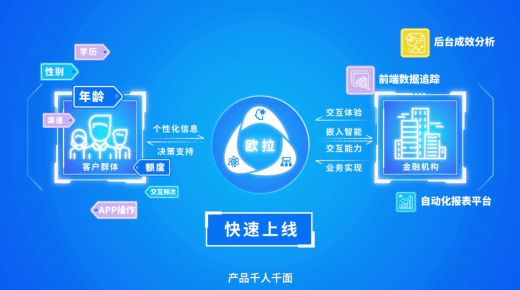 学历
性别
年龄
渠道
客户群体
额度
交互频次
APP操作
个性化信息
决策支持
欧拉
交互体验
嵌入智能
交互能力
业务实现
后台成效分析
前端数据追踪
金融机构
自动化报表平台
快速上线
产品千人千面